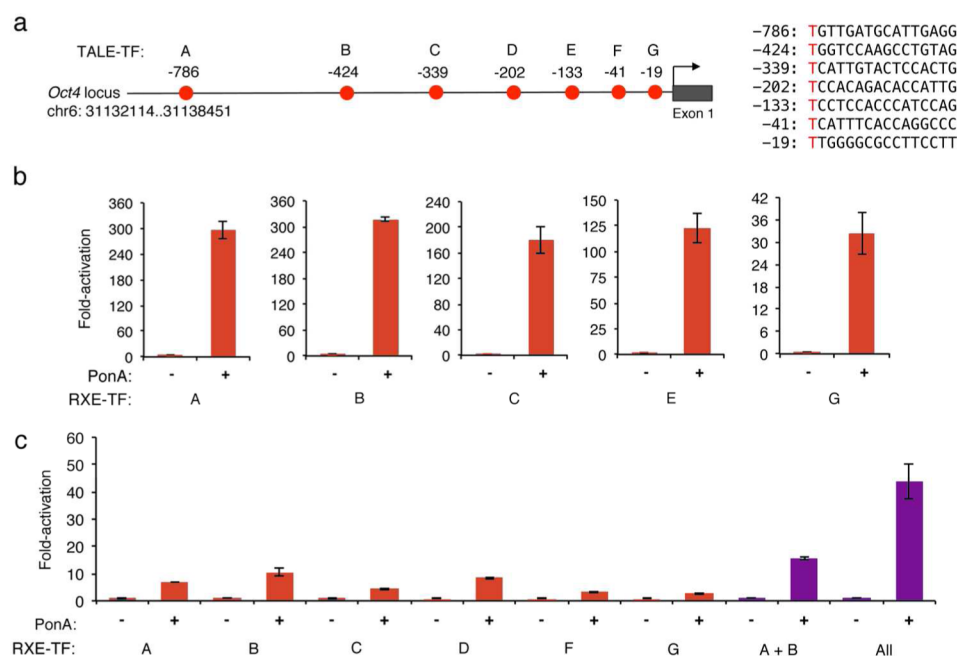 a
TALE-TF: A B C D E F G
-786 -424 -339 -202 -133 -41 -19
Oct4 locus
chr6: 31132114..31138451
Exon 1
−786: TGTTGATGCATTGAGG
−424: TGGTCCAAGCCTGTAG
−339: TCATTGTACTCCACTG
−202: TCCACAGACACCATTG
−133: TCCTCCACCCATCCAG
−41: TCATTTCACCAGGCCC
−19: TTGGGGCGCCTTCCTT
b
Fold-activation
360
300
240
180
120
60
0
360
300
240
180
120
60
0
240
200
160
120
80
40
0
150
125
100
75
50
25
0
42
36
30
24
18
12
6
0
PonA: - + - + - + - + - +
RXE-TF: A B C E G
c
Fold-activation
60
50
40
30
20
10
0
PonA: - + - + - + - + - + - + - + - +
RXE-TF: A B C D F G A + B All